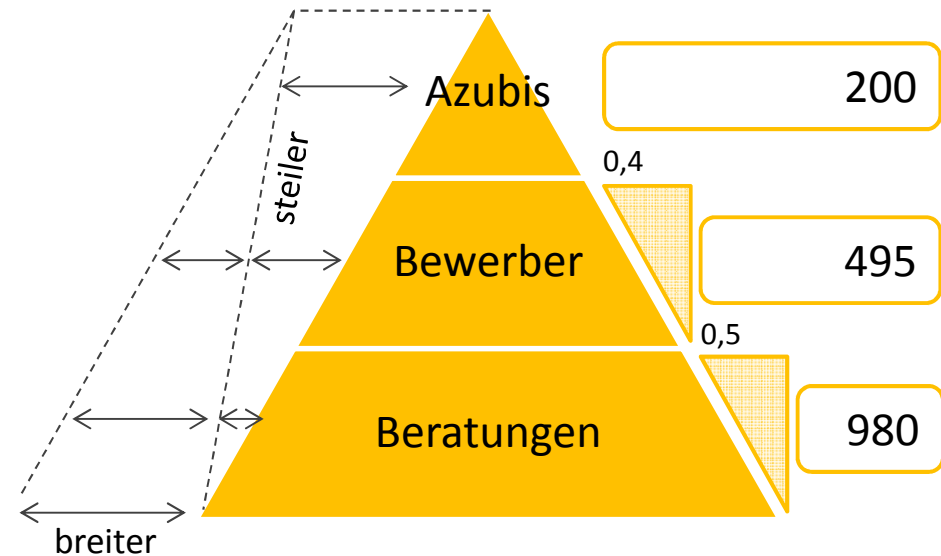 Azubis
200
0,4
steiler
Bewerber
495
0,5
Beratungen
980
breiter